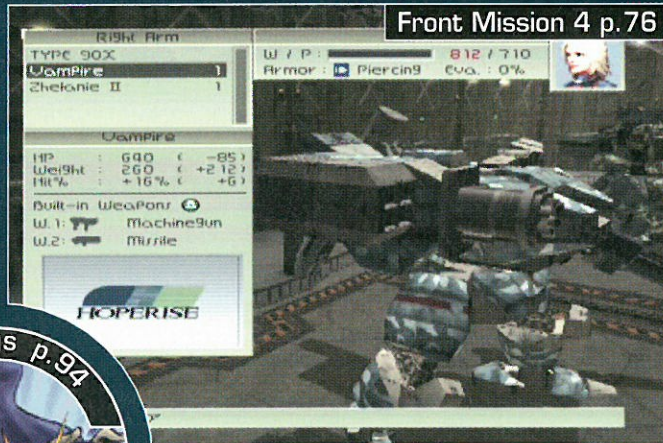 Front Mission 4 p.76
Right Arm
TYPE 90X
Vampire 1
Zhelanie II 1
W / P : 812 / 710
Armor : Piercing Eva. : 0%
Vampire
HP : 640 ( -85)
Weight : 260 ( +212)
Hit% : +16% ( +6)
Built-in Weapons
W.1: Machinegun
W.2: Missile
HOPERISE
s p.94